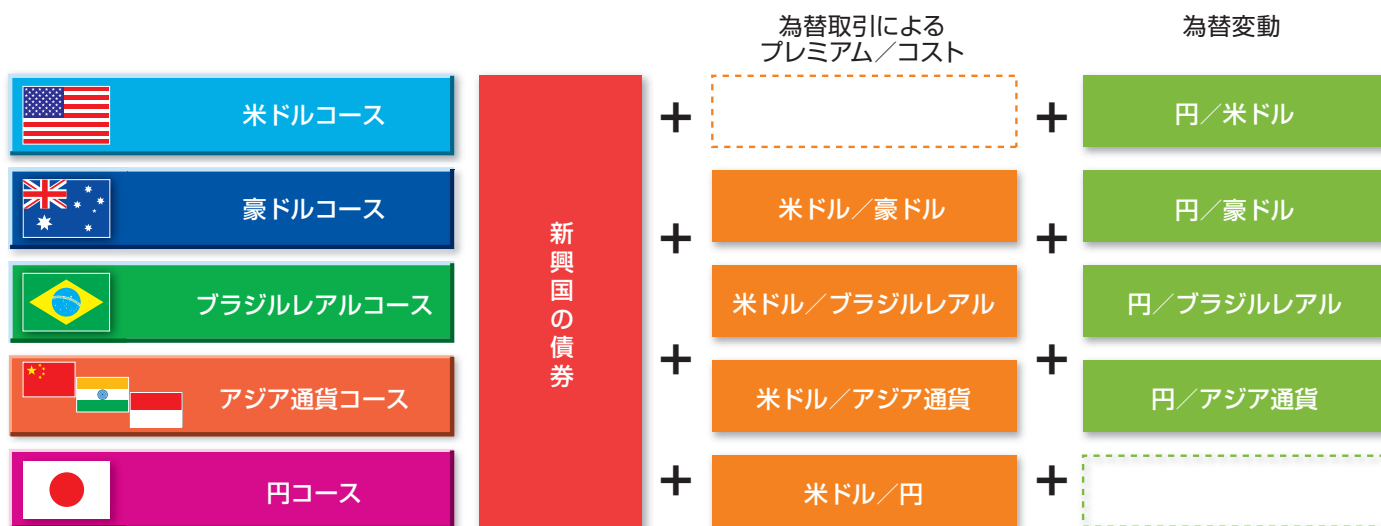 為替取引による
プレミアム／コスト
為替変動
米ドルコース
新興国の債券
+
+
円／米ドル
豪ドルコース
+
米ドル／豪ドル
+
円／豪ドル
ブラジルレアルコース
米ドル／ブラジルレアル
円／ブラジルレアル
+
+
アジア通貨コース
米ドル／アジア通貨
円／アジア通貨
円コース
+
米ドル／円
+